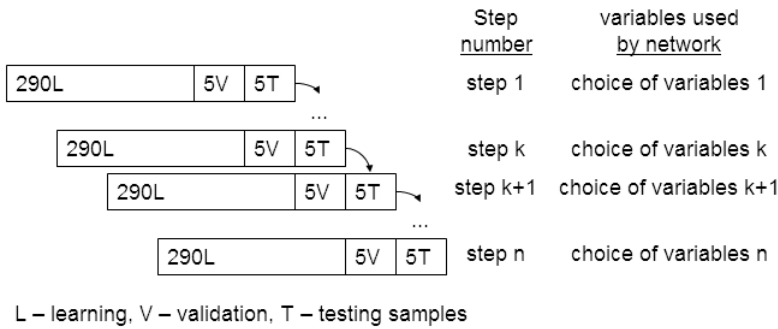 Step number variables used by network
290L 5V 5T step 1 choice of variables 1
...
290L 5V 5T step k choice of variables k
290L 5V 5T step k+1 choice of variables k+1
...
290L 5V 5T step n choice of variables n
L – learning, V – validation, T – testing samples